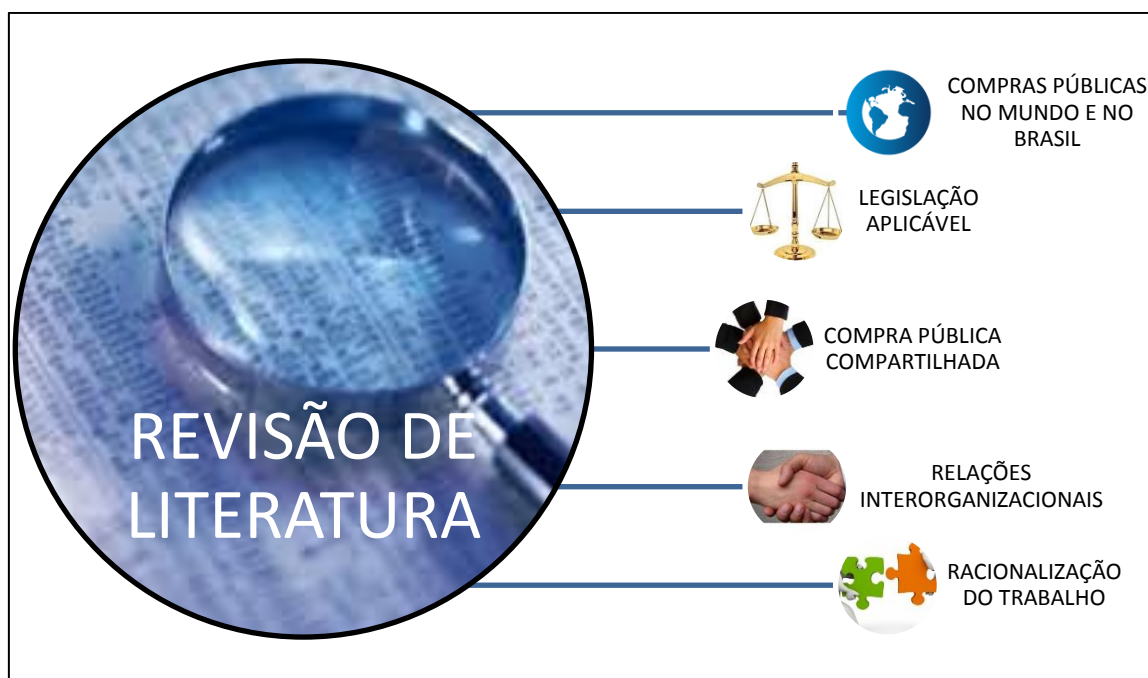 REVISÃO DE
LITERATURA
COMPRAS PÚBLICAS
NO MUNDO E NO
BRASIL
LEGISLAÇÃO
APLICÁVEL
COMPRA PÚBLICA
COMPARTILHADA
RELAÇÕES
INTERORGANIZACIONAIS
RACIONALIZAÇÃO
DO TRABALHO